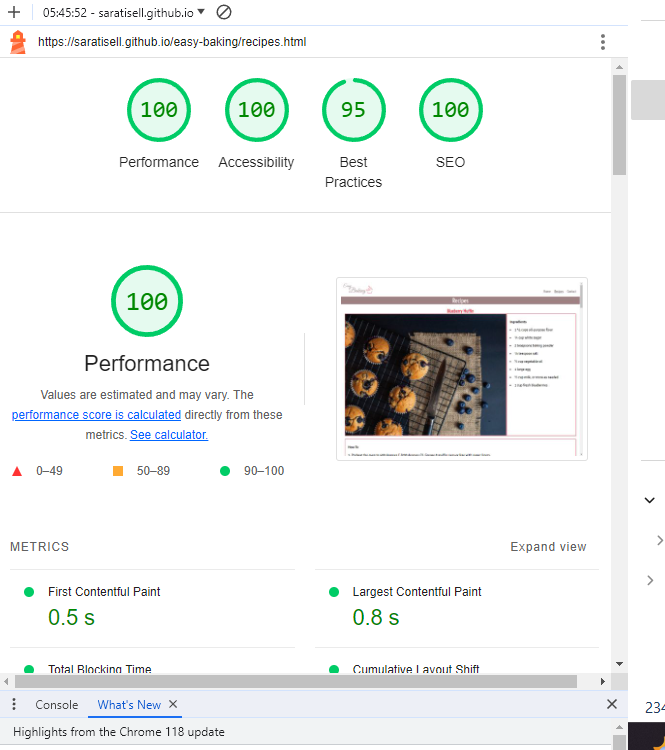 05:45:52 - saratisell.github.io
https://saratisell.github.io/easy-baking/recipes.html
100 100 95 100
Performance Accessibility Best Practices SEO
100
Performance
Values are estimated and may vary. The
performance score is calculated directly from these
metrics. See calculator.
0–49 50–89 90–100
Recipes
Blueberry Muffins
Ingredients
METRICS
Expand view
First Contentful Paint
0.5 s
Largest Contentful Paint
0.8 s
Total Blocking Time
Cumulative Layout Shift
Console What's New
Highlights from the Chrome 118 update
234